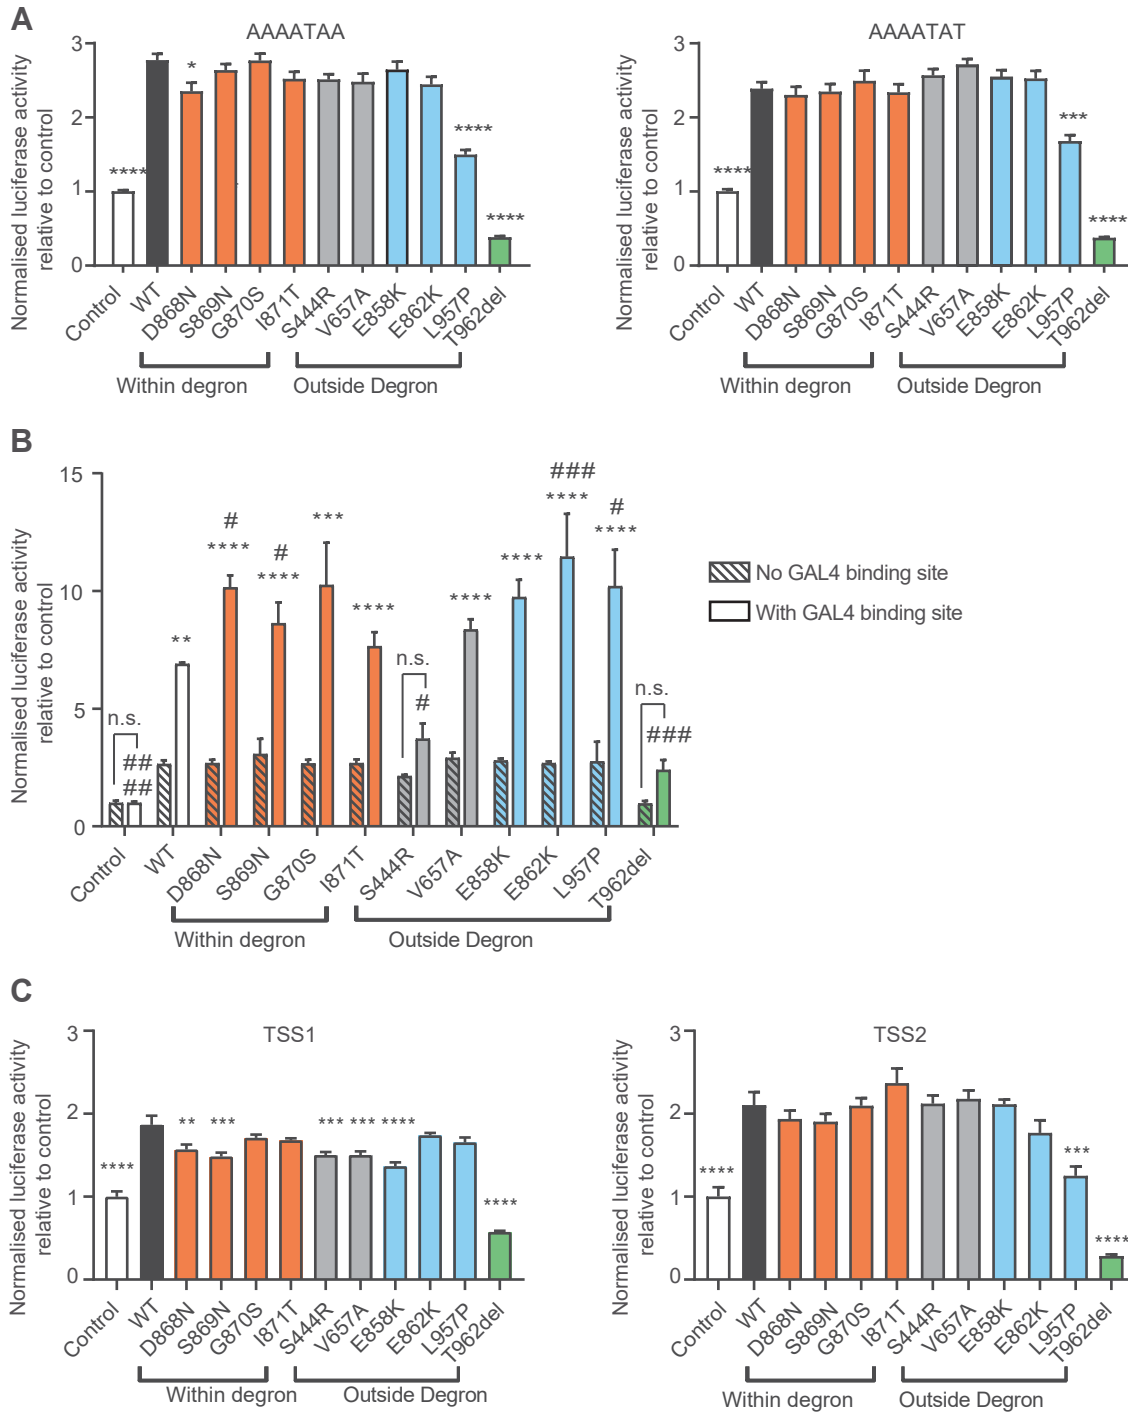 A
AAAATAA
Normalised luciferase activity
relative to control
3
2
1
0
**** * **** ****
Control WT D868N S869N G870S I871T S444R V657A E858K E862K L957P T962del
Within degron Outside Degron
AAAATAT
Normalised luciferase activity
relative to control
3
2
1
0
**** *** ****
Control WT D868N S869N G870S I871T S444R V657A E858K E862K L957P T962del
Within degron Outside Degron
B
Normalised luciferase activity
relative to control
15
10
5
0
n.s.
##
##
**
#
****
#
****
***
****
n.s.
#
****
****
###
****
#
****
n.s.
###
Control WT D868N S869N G870S I871T S444R V657A E858K E862K L957P T962del
Within degron Outside Degron
No GAL4 binding site
With GAL4 binding site
C
TSS1
Normalised luciferase activity
relative to control
3
2
1
0
**** ** *** *** *** **** ****
Control WT D868N S869N G870S I871T S444R V657A E858K E862K L957P T962del
Within degron Outside Degron
TSS2
Normalised luciferase activity
relative to control
3
2
1
0
**** *** ****
Control WT D868N S869N G870S I871T S444R V657A E858K E862K L957P T962del
Within degron Outside Degron